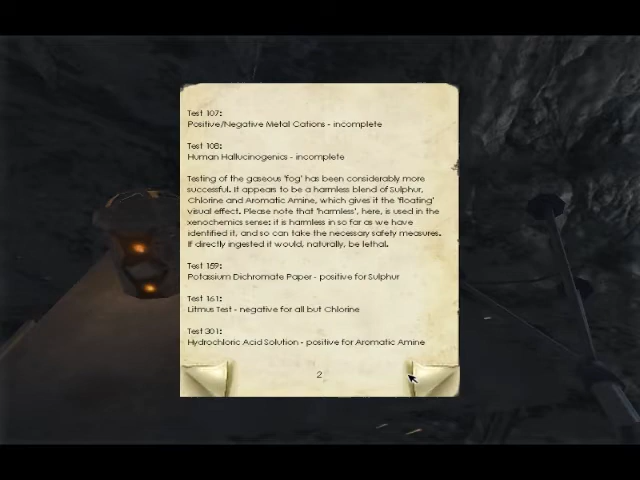 Test 107:
Positive/Negative Metal Cations - incomplete
Test 108:
Human Hallucinogenics - incomplete
Testing of the gaseous 'fog' has been considerably more
successful. It appears to be a harmless blend of Sulphur,
Chlorine and Aromatic Amine, which gives it the 'floating'
visual effect. Please note that 'harmless', here, is used in the
xenochemics sense: it is harmless in so far as we have
identified it, and so can take the necessary safety measures.
If directly ingested it would, naturally, be lethal.
Test 159:
Potassium Dichromate Paper - positive for Sulphur
Test 161:
Litmus Test - negative for all but Chlorine
Test 301:
Hydrochloric Acid Solution - positive for Aromatic Amine
2